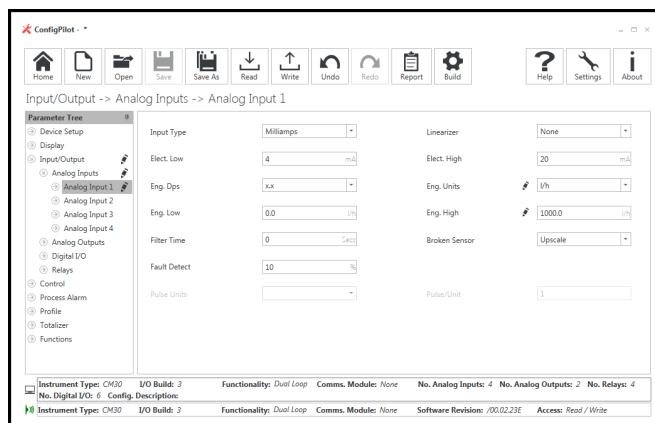 ConfigPilot - *
Home New Open Save Save As Read Write Undo Redo Report Build Help Settings About
Input/Output -> Analog Inputs -> Analog Input 1
Parameter Tree
Device Setup
Display
Input/Output
Analog Inputs
Analog Input 1
Analog Input 2
Analog Input 3
Analog Input 4
Analog Outputs
Digital I/O
Relays
Control
Process Alarm
Profile
Totalizer
Functions
Input Type Milliamps Linearizer None
Elect. Low 4 mA Elect. High 20 mA
Eng. Dps x.x Eng. Units l/h
Eng. Low 0.0 l/h Eng. High 1000.0 l/h
Filter Time 0 Secs Broken Sensor Upscale
Fault Detect 10 %
Pulse Units Pulse/Unit 1
Instrument Type: CM30 I/O Build: 3 Functionality: Dual Loop Comms. Module: None No. Analog Inputs: 4 No. Analog Outputs: 2 No. Relays: 4
No. Digital I/O: 6 Config. Description:
Instrument Type: CM30 I/O Build: 3 Functionality: Dual Loop Comms. Module: None Software Revision: /00.02.23E Access: Read / Write